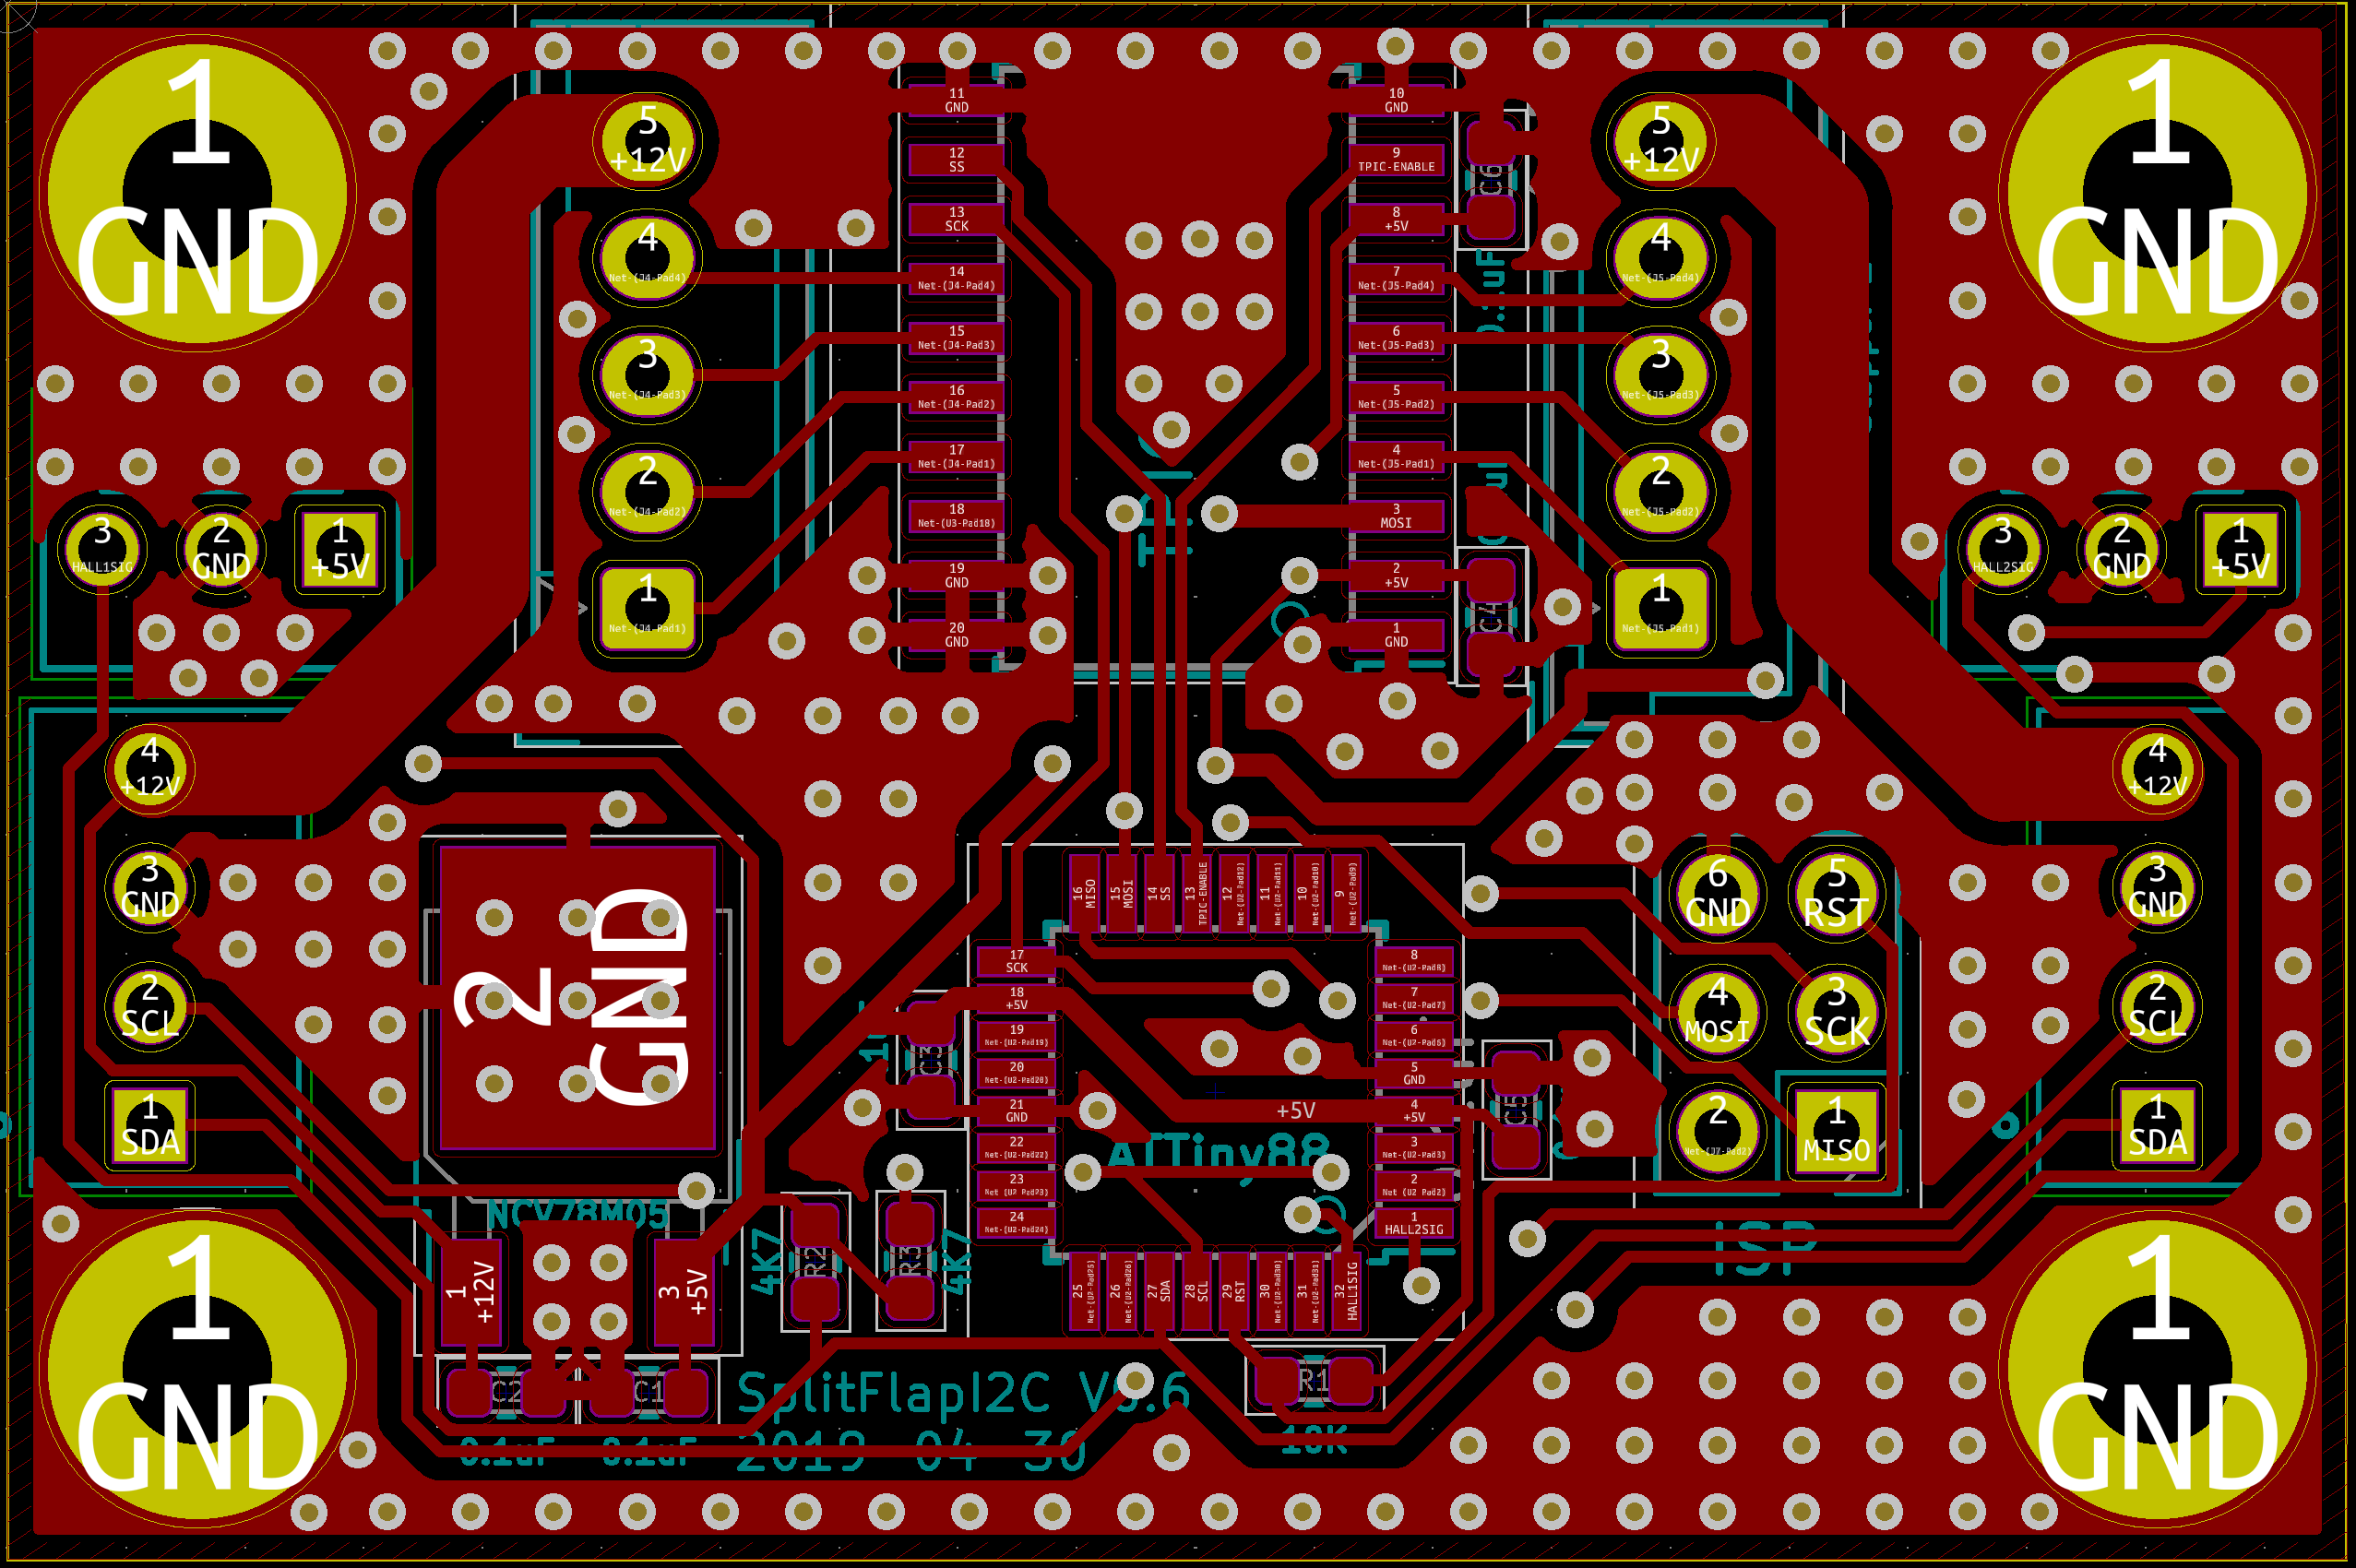 1
GND
5
+12V
4
Net-(J4-Pad4)
3
Net-(J4-Pad3)
2
Net-(J4-Pad2)
1
Net-(J4-Pad1)
11
GND
12
SS
13
SCK
14
Net-(J4-Pad4)
15
Net-(J4-Pad3)
16
Net-(J4-Pad2)
17
Net-(J4-Pad1)
18
Net-(U3-Pad18)
19
GND
20
GND
10
GND
9
TPIC-ENABLE
8
+5V
7
Net-(J5-Pad4)
6
Net-(J5-Pad3)
5
Net-(J5-Pad2)
4
Net-(J5-Pad1)
3
MOSI
2
+5V
1
GND
C6
C4
5
+12V
4
Net-(J5-Pad4)
3
Net-(J5-Pad3)
2
Net-(J5-Pad2)
1
Net-(J5-Pad1)
1
GND
3
HALL1SIG
2
GND
1
+5V
3
HALL2SIG
2
GND
1
+5V
4
+12V
3
GND
2
SCL
1
SDA
2
GND
NCV78M05
1
+12V
3
+5V
C2
C1
0.1uF
0.1uF
4K7
R2
R3
4K7
C3
16
MISO
15
MOSI
14
SS
13
TPIC-ENABLE
12
Net-(U2-Pad12)
11
Net-(U2-Pad11)
10
Net-(U2-Pad10)
9
Net-(U2-Pad9)
17
SCK
18
+5V
19
Net-(U2-Pad19)
20
Net-(U2-Pad20)
21
GND
22
Net-(U2-Pad22)
23
Net-(U2-Pad23)
24
Net-(U2-Pad24)
8
Net-(U2-Pad8)
7
Net-(U2-Pad7)
6
Net-(U2-Pad6)
5
GND
4
+5V
3
Net-(U2-Pad3)
2
Net-(U2-Pad2)
1
HALL2SIG
+5V
ATTiny88
25
Net-(U2-Pad25)
26
Net-(U2-Pad26)
27
SDA
28
SCL
29
RST
30
Net-(U2-Pad30)
31
Net-(U2-Pad31)
32
HALL1SIG
C5
R1
10K
6
GND
5
RST
4
MOSI
3
SCK
2
Net-(J7-Pad2)
1
MISO
ISP
4
+12V
3
GND
2
SCL
1
SDA
1
GND
SplitFlapI2C V0.6
2019 04 30
1
GND